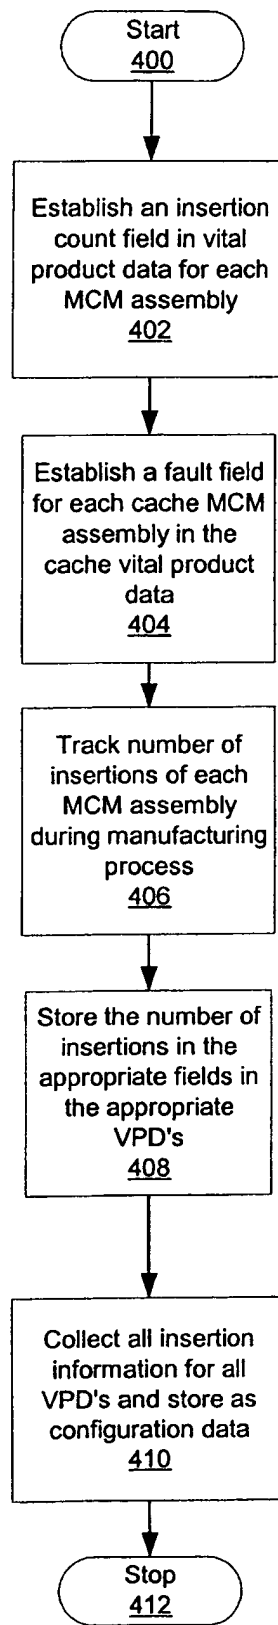 Start
400
Establish an insertion
count field in vital
product data for each
MCM assembly
402
Establish a fault field
for each cache MCM
assembly in the
cache vital product
data
404
Track number of
insertions of each
MCM assembly
during manufacturing
process
406
Store the number of
insertions in the
appropriate fields in
the appropriate
VPD's
408
Collect all insertion
information for all
VPD's and store as
configuration data
410
Stop
412